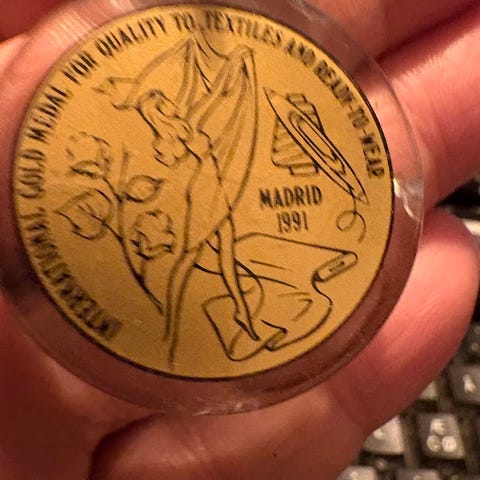 INTERNATIONAL GOLD MEDAL FOR QUALITY TO TEXTILES AND READY-TO-WEAR
MADRID
1991